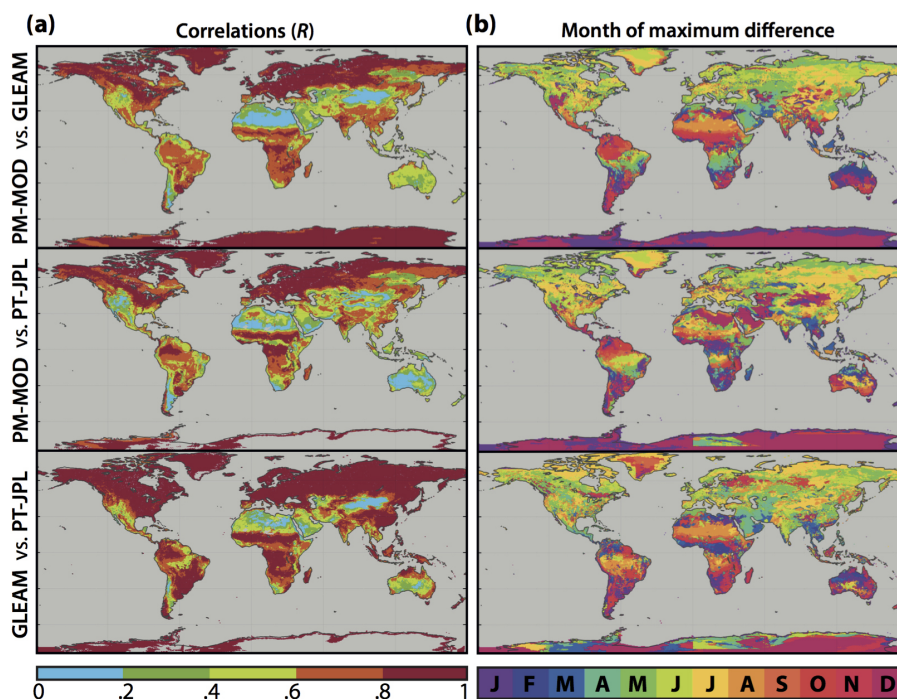 (a)
Correlations (R)
(b)
Month of maximum difference
PM-MOD vs. GLEAM
PM-MOD vs. PT-JPL
GLEAM vs. PT-JPL
0 .2 .4 .6 .8 1
J F M A M J J A S O N D